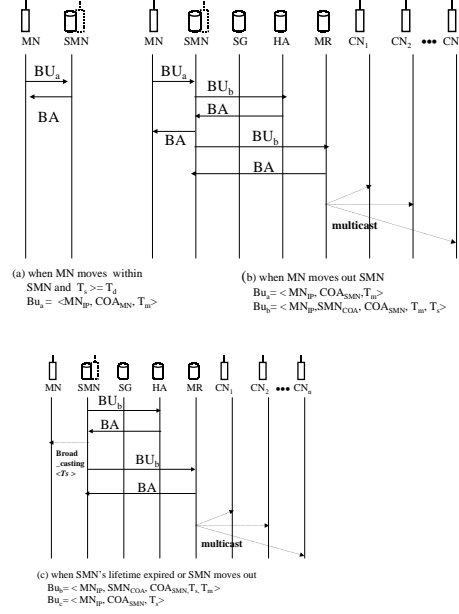 MN SMN MN SMN SG HA MR CN1 CN2 ••• CN
BUa BUa
BUb
BA
BA
BA
BUb
BA
multicast
(a) when MN moves within
SMN and Ts >= Td
Bua = <MNIP, COAMN, Tm>
(b) when MN moves out SMN
Bua = < MNIP, COASMN, Tm>
Bub = < MNIP,SMNCOA, COASMN, Tm, Ts>
MN SMN SG HA MR CN1 CN2 ••• CNn
BUb
BA
Broad
_casting
<Ts >
BUb
BA
multicast
(c) when SMN's lifetime expired or SMN moves out
Bub= < MNIP, SMNCOA, COASMN, Ts, Tm>
Buc= < MNIP, COASMN, Ts>